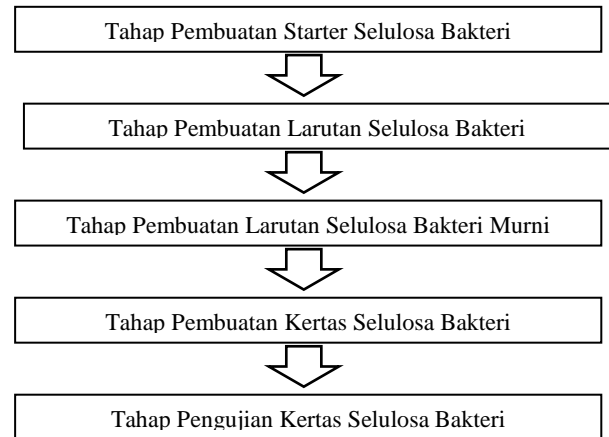 Tahap Pembuatan Starter Selulosa Bakteri
Tahap Pembuatan Larutan Selulosa Bakteri
Tahap Pembuatan Larutan Selulosa Bakteri Murni
Tahap Pembuatan Kertas Selulosa Bakteri
Tahap Pengujian Kertas Selulosa Bakteri